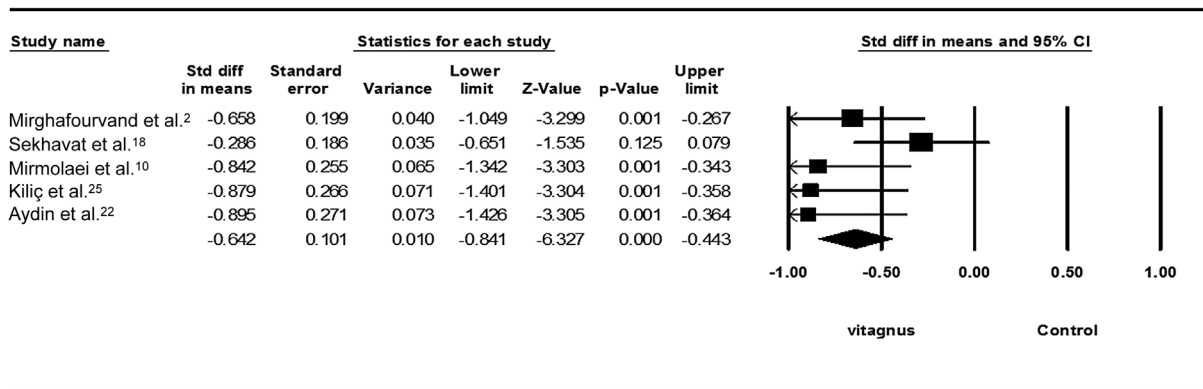 Study name Statistics for each study Std diff in means and 95% CI
Std diff Standard Lower Upper
in means error Variance limit Z-Value p-Value limit
Mirghafourvand et al.² -0.658 0.199 0.040 -1.049 -3.299 0.001 -0.267
Sekhavat et al.¹⁸ -0.286 0.186 0.035 -0.651 -1.535 0.125 0.079
Mirmolaei et al.¹⁰ -0.842 0.255 0.065 -1.342 -3.303 0.001 -0.343
Kiliç et al.²⁵ -0.879 0.266 0.071 -1.401 -3.304 0.001 -0.358
Aydin et al.²² -0.895 0.271 0.073 -1.426 -3.305 0.001 -0.364
-0.642 0.101 0.010 -0.841 -6.327 0.000 -0.443
-1.00 -0.50 0.00 0.50 1.00
vitagnus Control